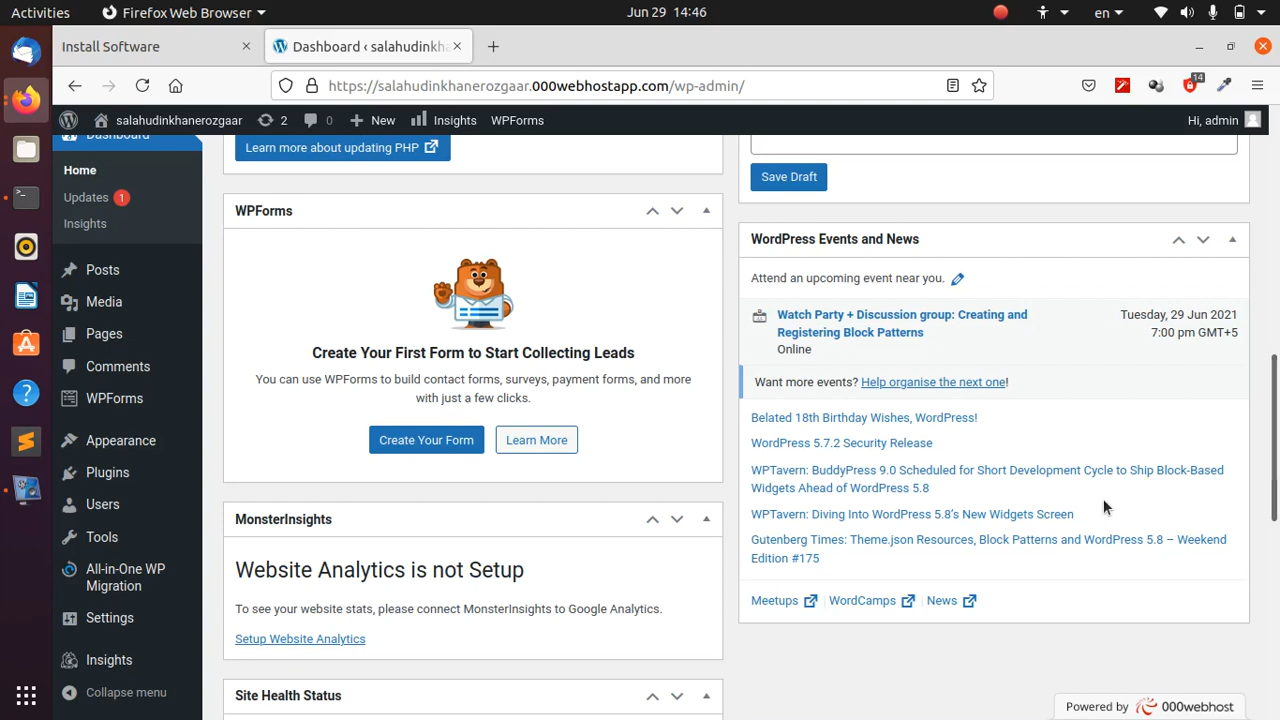 Activities
Firefox Web Browser
Jun 29 14:46
en
Install Software
Dashboard ‹ salahudinkha
https://salahudinkhanerozgaar.000webhostapp.com/wp-admin/
14
salahudinkhanerozgaar
2
0
New
Insights
WPForms
Hi, admin
Dashboard
Home
Updates 1
Insights
Posts
Media
Pages
Comments
WPForms
Appearance
Plugins
Users
Tools
All-in-One WP
Migration
Settings
Insights
Collapse menu
Learn more about updating PHP
WPForms
Create Your First Form to Start Collecting Leads
You can use WPForms to build contact forms, surveys, payment forms, and more
with just a few clicks.
Create Your Form
Learn More
MonsterInsights
Website Analytics is not Setup
To see your website stats, please connect MonsterInsights to Google Analytics.
Setup Website Analytics
Site Health Status
Save Draft
WordPress Events and News
Attend an upcoming event near you.
Watch Party + Discussion group: Creating and
Registering Block Patterns
Online
Tuesday, 29 Jun 2021
7:00 pm GMT+5
Want more events? Help organise the next one!
Belated 18th Birthday Wishes, WordPress!
WordPress 5.7.2 Security Release
WPTavern: BuddyPress 9.0 Scheduled for Short Development Cycle to Ship Block-Based
Widgets Ahead of WordPress 5.8
WPTavern: Diving Into WordPress 5.8’s New Widgets Screen
Gutenberg Times: Theme.json Resources, Block Patterns and WordPress 5.8 – Weekend
Edition #175
Meetups
WordCamps
News
Powered by 000webhost